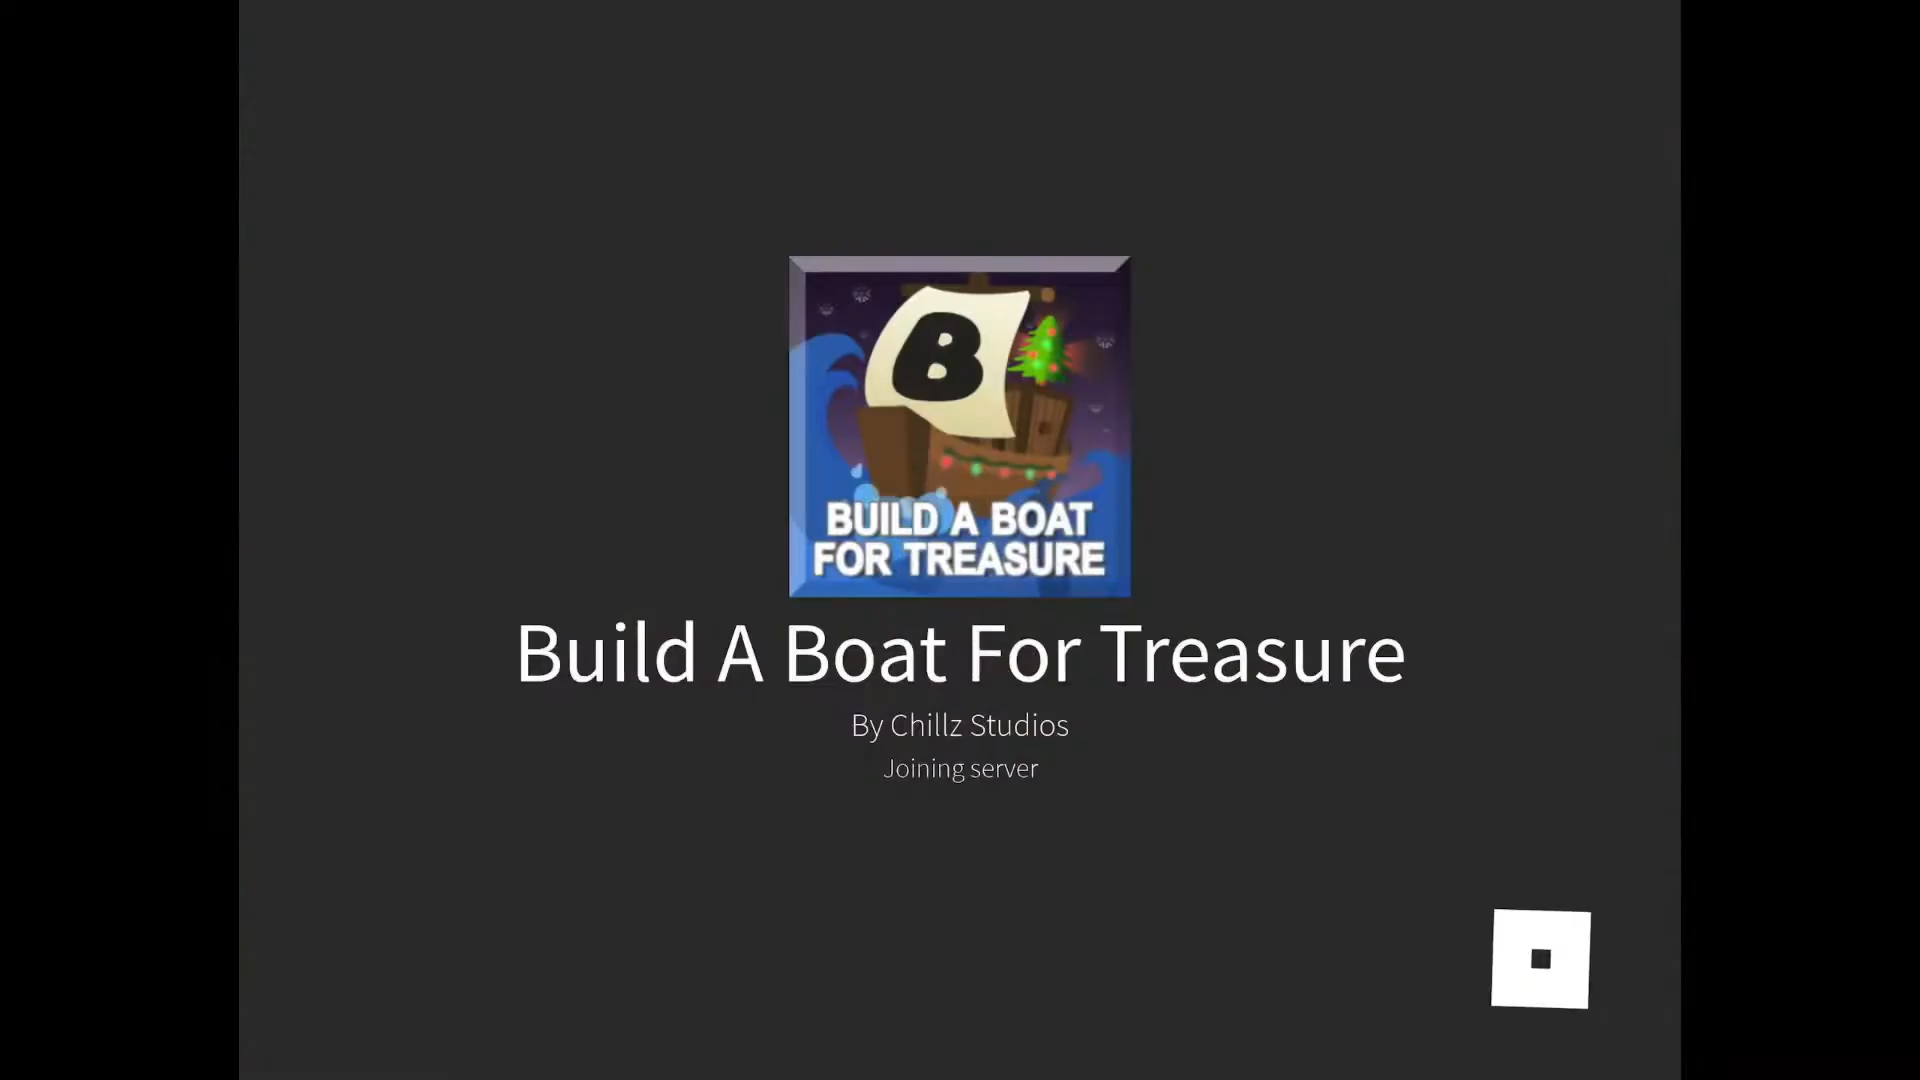 B
BUILD A BOAT
FOR TREASURE
Build A Boat For Treasure
By Chillz Studios
Joining server